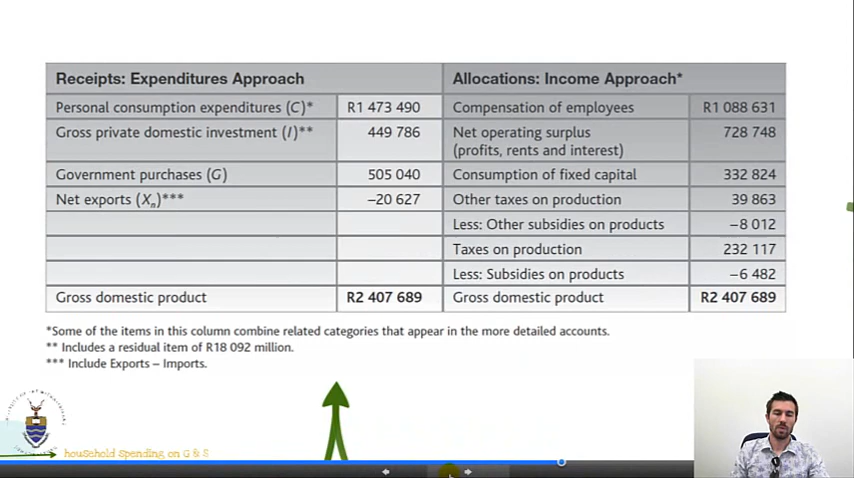 Receipts: Expenditures Approach Allocations: Income Approach*
Personal consumption expenditures (C)* R1 473 490 Compensation of employees R1 088 631
Gross private domestic investment (I)** 449 786 Net operating surplus 728 748
(profits, rents and interest)
Government purchases (G) 505 040 Consumption of fixed capital 332 824
Net exports (Xn)*** –20 627 Other taxes on production 39 863
Less: Other subsidies on products –8 012
Taxes on production 232 117
Less: Subsidies on products –6 482
Gross domestic product R2 407 689 Gross domestic product R2 407 689
*Some of the items in this column combine related categories that appear in the more detailed accounts.
** Includes a residual item of R18 092 million.
*** Include Exports – Imports.
household spending on G & S